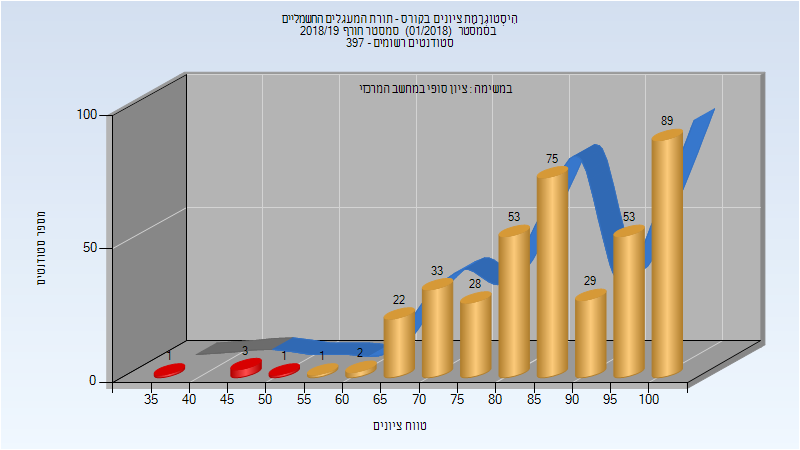 היסטוגרמת ציונים בקורס - תורת המעגלים החשמליים
בסמסטר (01/2018) סמסטר חורף 2018/19
סטודנטים רשומים - 397
במשימה : ציון סופי במחשב המרכזי
מספר סטודנטים
100
50
0
1
3
1
1
2
22
33
28
53
75
29
53
89
35 40 45 50 55 60 65 70 75 80 85 90 95 100
טווח ציונים